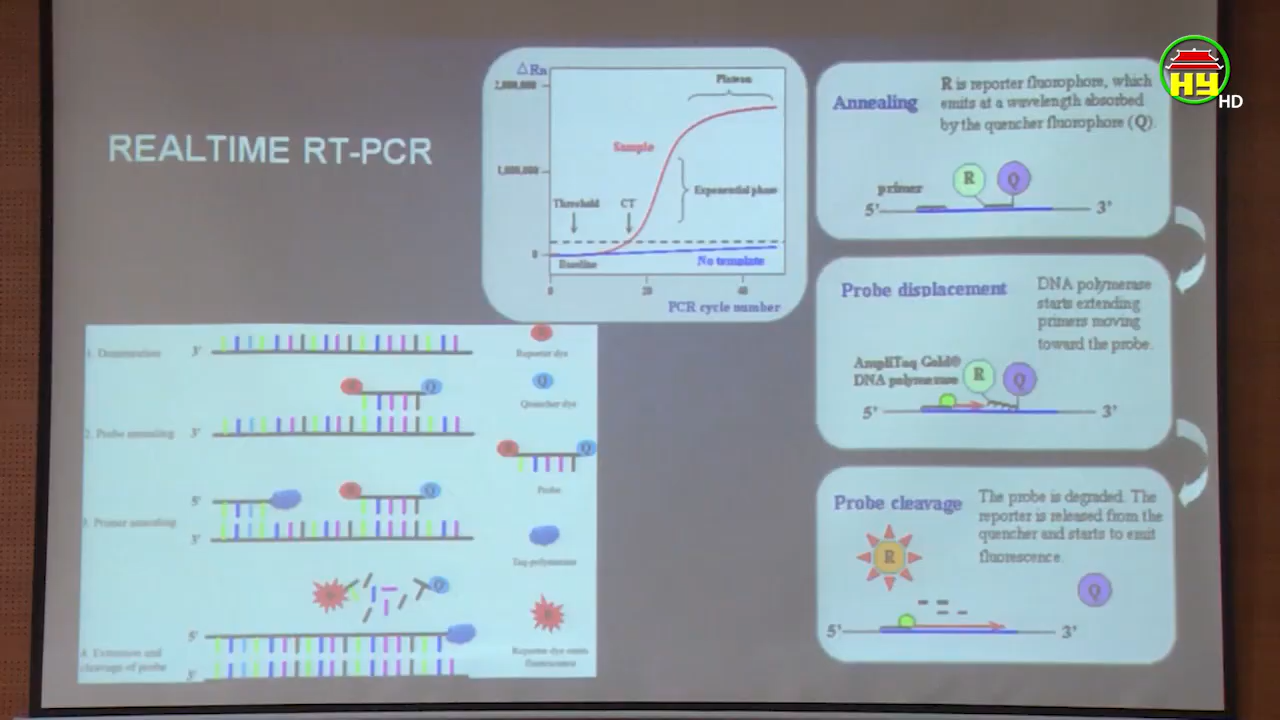 REALTIME RT-PCR
△Rn
2,000,000
1,000,000
0
Plateau
Sample
Exponential phase
Threshold
CT
Baseline
No template
0
20
40
PCR cycle number
Annealing
R is reporter fluorophore, which
emits at a wavelength absorbed
by the quencher fluorophore (Q).
primer
R
Q
5'
3'
Probe displacement
DNA polymerase
starts extending
primers moving
toward the probe.
AmpliTaq Gold®
DNA polymerase
R
Q
5'
3'
Probe cleavage
The probe is degraded. The
reporter is released from the
quencher and starts to emit
fluorescence.
R
Q
5'
3'
1. Denaturation
3'
Reporter dye
Q
Quencher dye
2. Probe annealing
Q
3'
Q
Probe
3. Primer annealing
5'
Q
3'
Taq polymerase
Q
4. Extension and
cleavage of probe
5'
3'
Reporter dye emits
fluorescence
HY
HD